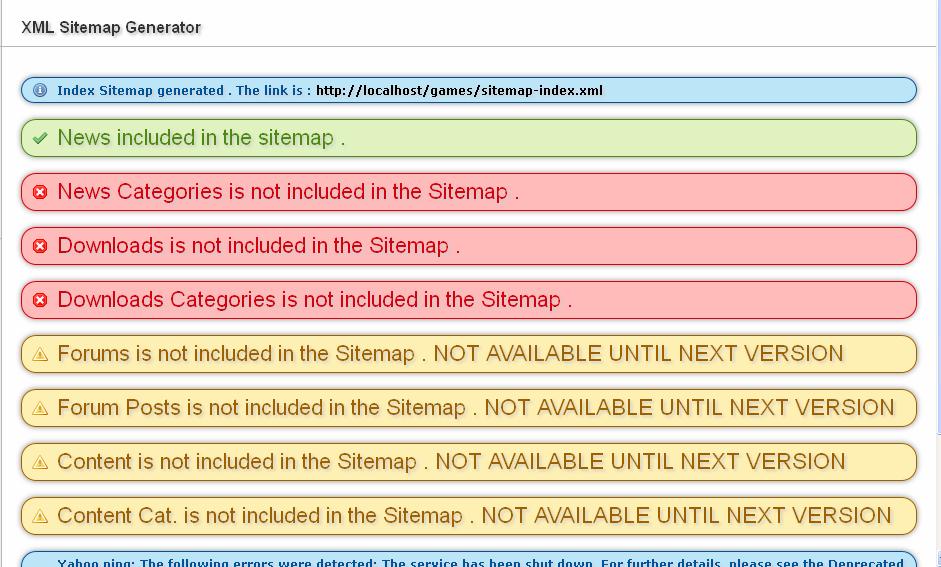 XML Sitemap Generator
Index Sitemap generated . The link is : http://localhost/games/sitemap-index.xml
News included in the sitemap .
News Categories is not included in the Sitemap .
Downloads is not included in the Sitemap .
Downloads Categories is not included in the Sitemap .
Forums is not included in the Sitemap . NOT AVAILABLE UNTIL NEXT VERSION
Forum Posts is not included in the Sitemap . NOT AVAILABLE UNTIL NEXT VERSION
Content is not included in the Sitemap . NOT AVAILABLE UNTIL NEXT VERSION
Content Cat. is not included in the Sitemap . NOT AVAILABLE UNTIL NEXT VERSION
Yahoo ping: The following errors were detected: The service has been shut down. For further details, please see the Deprecated